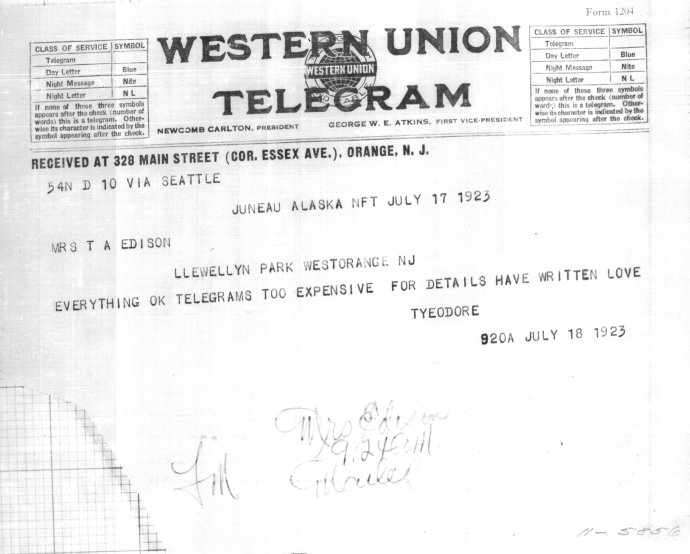 Form 1204
CLASS OF SERVICE SYMBOL
Telegram
Day Letter Blue
Night Message Nite
Night Letter N L
If none of these three symbols
appears after the check (number of
words) this is a telegram. Other-
wise its character is indicated by the
symbol appearing after the check.
WESTERN UNION
WESTERN UNION
TELEGRAM
NEWCOMB CARLTON, PRESIDENT GEORGE W. E. ATKINS, FIRST VICE-PRESIDENT
CLASS OF SERVICE SYMBOL
Telegram
Day Letter Blue
Night Message Nite
Night Letter N L
If none of these three symbols
appears after the check (number of
words) this is a telegram. Other-
wise its character is indicated by the
symbol appearing after the check.
RECEIVED AT 328 MAIN STREET (COR. ESSEX AVE.), ORANGE, N. J.
54N D 10 VIA SEATTLE
JUNEAU ALASKA NFT JULY 17 1923
MRS T A EDISON
LLEWELLYN PARK WESTORANGE NJ
EVERYTHING OK TELEGRAMS TOO EXPENSIVE FOR DETAILS HAVE WRITTEN LOVE
TYEODORE
920A JULY 18 1923
Mrs Edison
N-5856